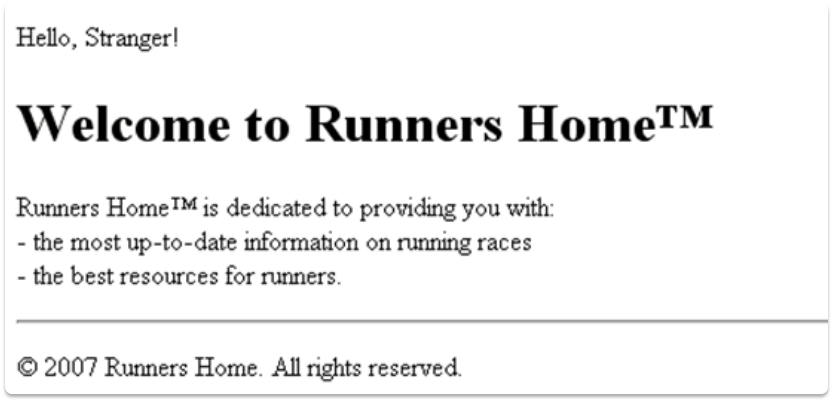 Hello, Stranger!
Welcome to Runners Home™
Runners Home™ is dedicated to providing you with:
- the most up-to-date information on running races
- the best resources for runners.
© 2007 Runners Home. All rights reserved.